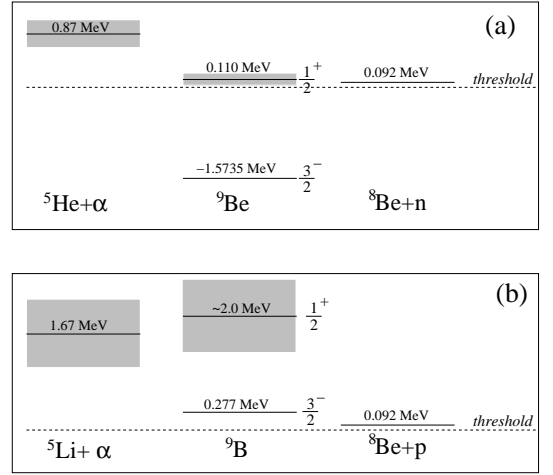 0.87 MeV
(a)
0.110 MeV
1/2⁺
0.092 MeV
threshold
−1.5735 MeV
3/2⁻
⁵He+α
⁹Be
⁸Be+n
(b)
~2.0 MeV
1/2⁺
1.67 MeV
0.277 MeV
3/2⁻
0.092 MeV
threshold
⁵Li+ α
⁹B
⁸Be+p